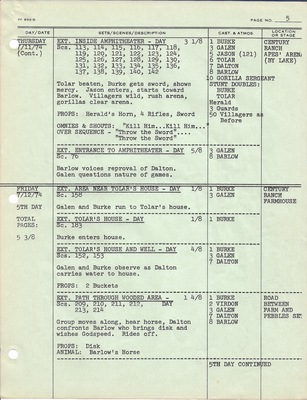 PAGE NO. 5
DAY/DATE SETS/SCENES/DESCRIPTION CAST. & ATMOS. LOCATION OR STAGE
THURSDAY EXT. INSIDE AMPHITHEATER - DAY 3 1/8 1 BURKE CENTURY
7/11/74 Scs. 113, 114, 115, 116, 117, 118, 3 GALEN RANCH
(Cont.) 119, 120, 121, 122, 123, 124, 5 JASON (121) APES' ARENA
125, 126, 127, 128, 129, 130, 6 TOLAR (BY LAKE)
131, 132, 133, 134, 135, 136, 7 DALTON
137, 138, 139, 140, 142 8 BARLOW
10 GORILLA SERGEANT
Tolar beaten, Burke gets sword, shows STUNT DOUBLES:
mercy. Jason enters, starts toward BURKE
Barlow. Villagers wild, rush arena, TOLAR
gorillas clear arena. Herald
3 Guards
PROPS: Herald's Horn, 4 Rifles, Sword 50 Villagers as
Before
OMNIES & SHOUTS: "Kill Him...Kill Him..."
OVER SEQUENCE - "Throw the Sword"....
"Throw the Sword"
EXT. ENTRANCE TO AMPHITHEATER - DAY 5/8 3 GALEN
Sc. 76 8 BARLOW
Barlow voices reproval of Dalton.
Galen questions nature of games.
FRIDAY EXT. AREA NEAR TOLAR'S HOUSE - DAY 1/8 1 BURKE CENTURY
7/12/74 Sc. 158 3 GALEN RANCH
FARMHOUSE
5TH DAY Galen and Burke run to Tolar's house.
TOTAL EXT. TOLAR'S HOUSE - DAY 1/8 1 BURKE
PAGES: Sc. 183
5 3/8 Burke enters house.
EXT. TOLAR'S HOUSE AND WELL - DAY 4/8 1 BURKE
Scs. 152, 153 3 GALEN
7 DALTON
Galen and Burke observe as Dalton
carries water to house.
PROPS: 2 Buckets
EXT. PATH THROUGH WOODED AREA - DAY 1 4/8 1 BURKE ROAD
Scs. 209, 210, 211, 212, 2 VIRDON BETWEEN
213, 214 3 GALEN FARM AND
7 DALTON PEBBLES SET
Group moves along, hear horse, Dalton 8 BARLOW
confronts Barlow who brings disk and
wishes Godspeed. Rides off.
PROPS: Disk
ANIMAL: Barlow's Horse
5TH DAY CONTINUED